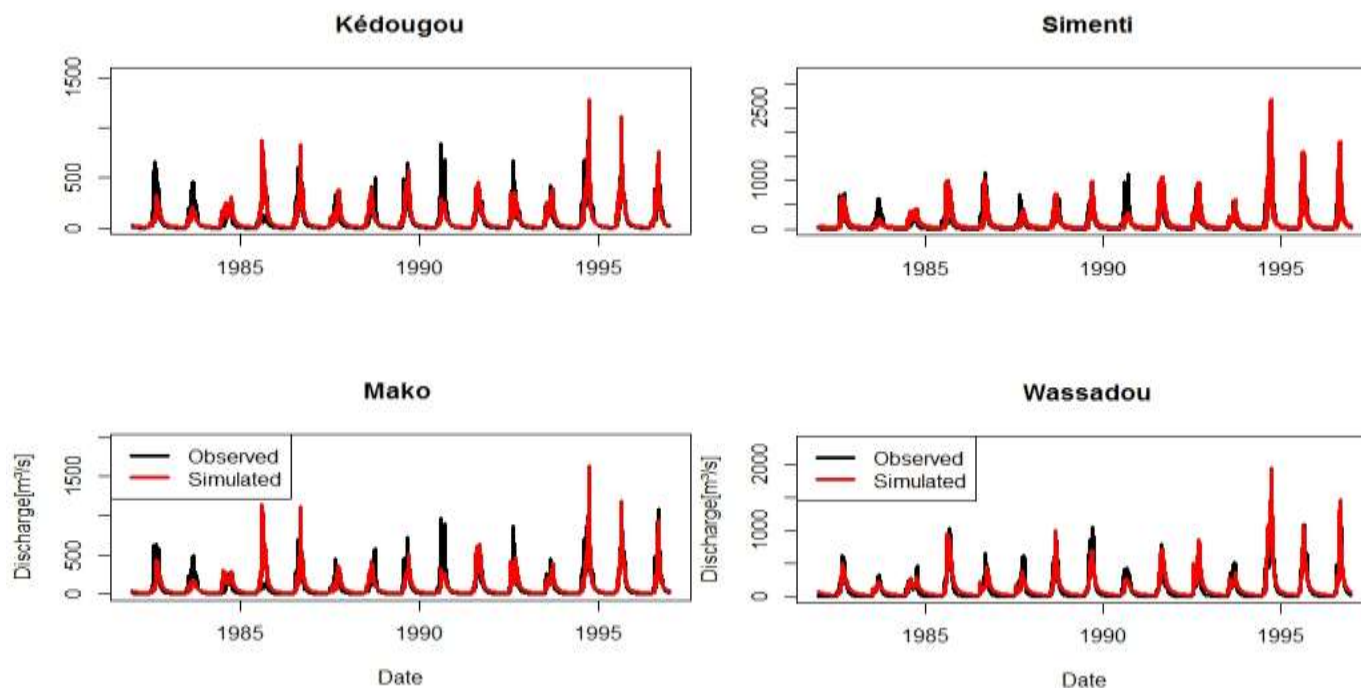 Kédougou
1500
500
0
1985
1990
1995
Simenti
2500
1000
0
1985
1990
1995
Mako
Observed
Simulated
Discharge[m³/s]
1500
500
0
1985
1990
1995
Date
Wassadou
Observed
Simulated
Discharge[m³/s]
2000
1000
0
1985
1990
1995
Date